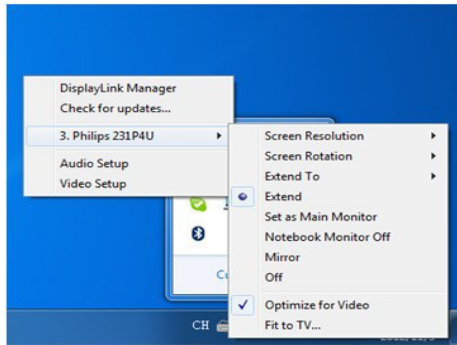 DisplayLink Manager
Check for updates...
3. Philips 231P4U
Audio Setup
Video Setup
Screen Resolution
Screen Rotation
Extend To
Extend
Set as Main Monitor
Notebook Monitor Off
Mirror
Off
Optimize for Video
Fit to TV...
CH